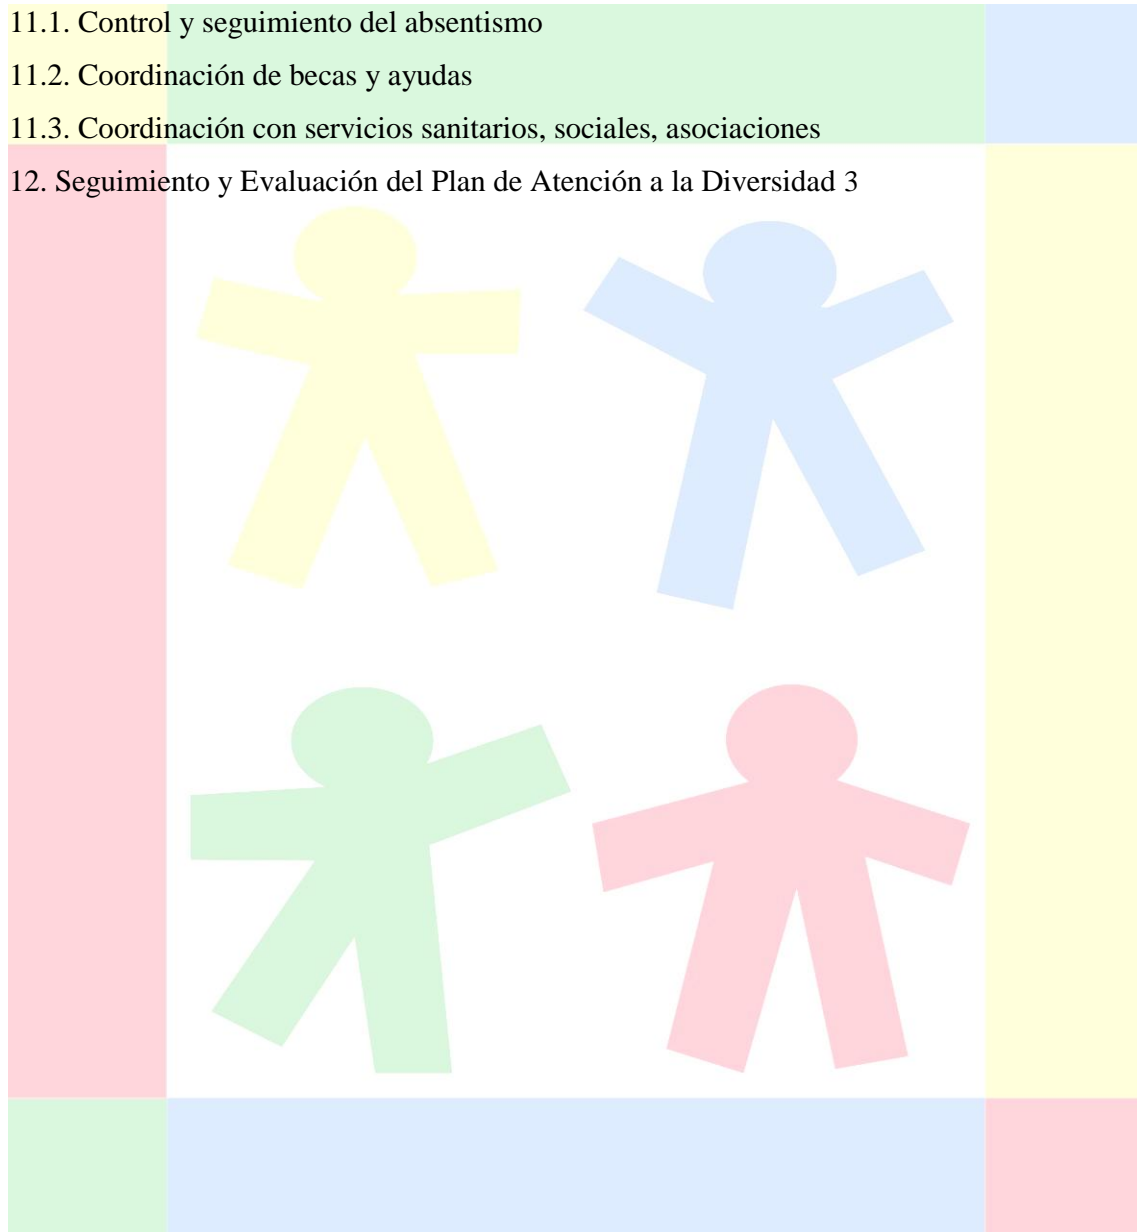 11.1. Control y seguimiento del absentismo
11.2. Coordinación de becas y ayudas
11.3. Coordinación con servicios sanitarios, sociales, asociaciones
12. Seguimiento y Evaluación del Plan de Atención a la Diversidad 3